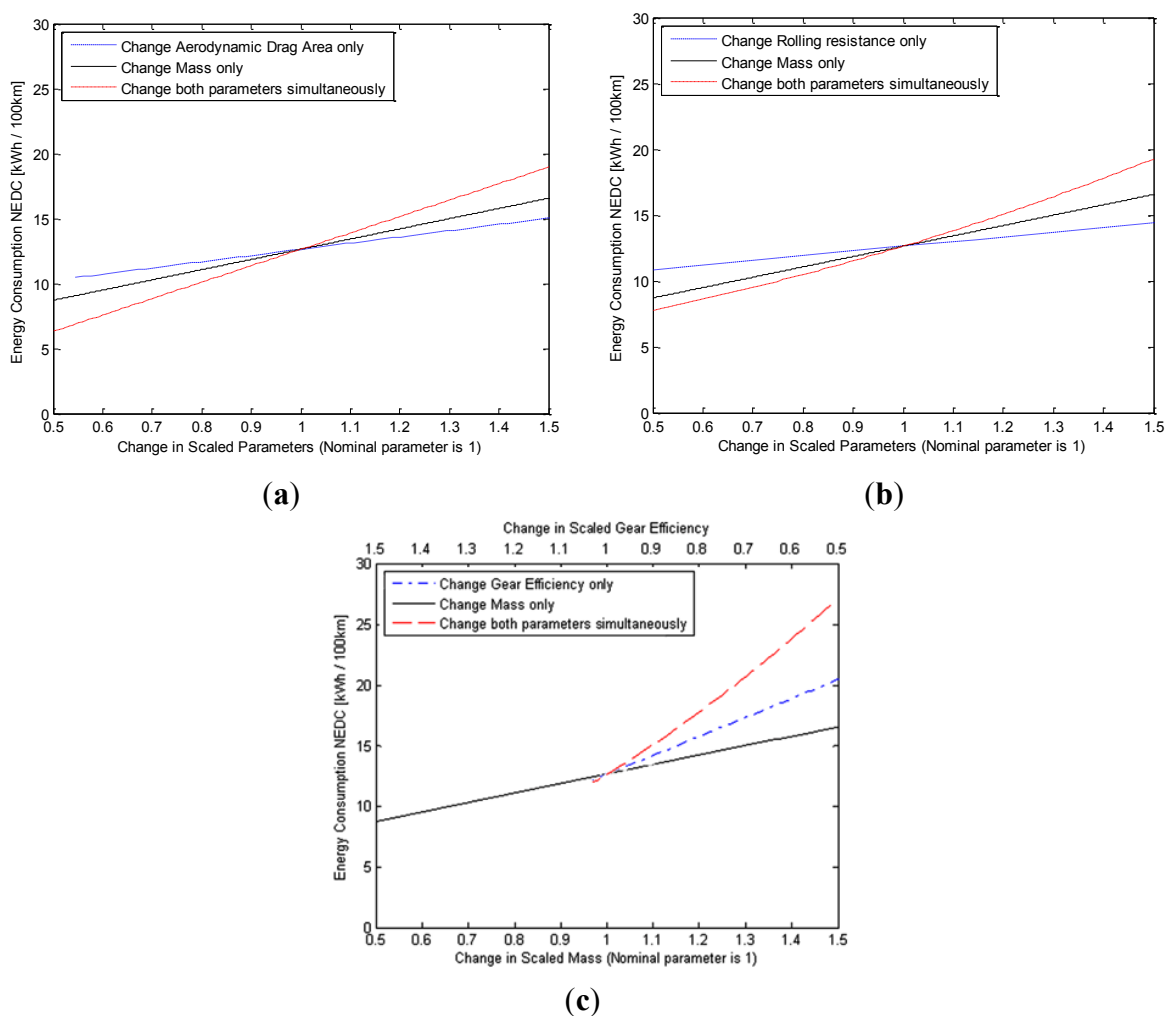 30
25
20
15
10
5
0
Energy Consumption NEDC [kWh / 100km]
Change Aerodynamic Drag Area only
Change Mass only
Change both parameters simultaneously
0.5 0.6 0.7 0.8 0.9 1 1.1 1.2 1.3 1.4 1.5
Change in Scaled Parameters (Nominal parameter is 1)
(a)
30
25
20
15
10
5
0
Energy Consumption NEDC [kWh / 100km]
Change Rolling resistance only
Change Mass only
Change both parameters simultaneously
0.5 0.6 0.7 0.8 0.9 1 1.1 1.2 1.3 1.4 1.5
Change in Scaled Parameters (Nominal parameter is 1)
(b)
Change in Scaled Gear Efficiency
1.5 1.4 1.3 1.2 1.1 1 0.9 0.8 0.7 0.6 0.5
30
25
20
15
10
5
0
Energy Consumption NEDC [kWh / 100km]
Change Gear Efficiency only
Change Mass only
Change both parameters simultaneously
0.5 0.6 0.7 0.8 0.9 1 1.1 1.2 1.3 1.4 1.5
Change in Scaled Mass (Nominal parameter is 1)
(c)